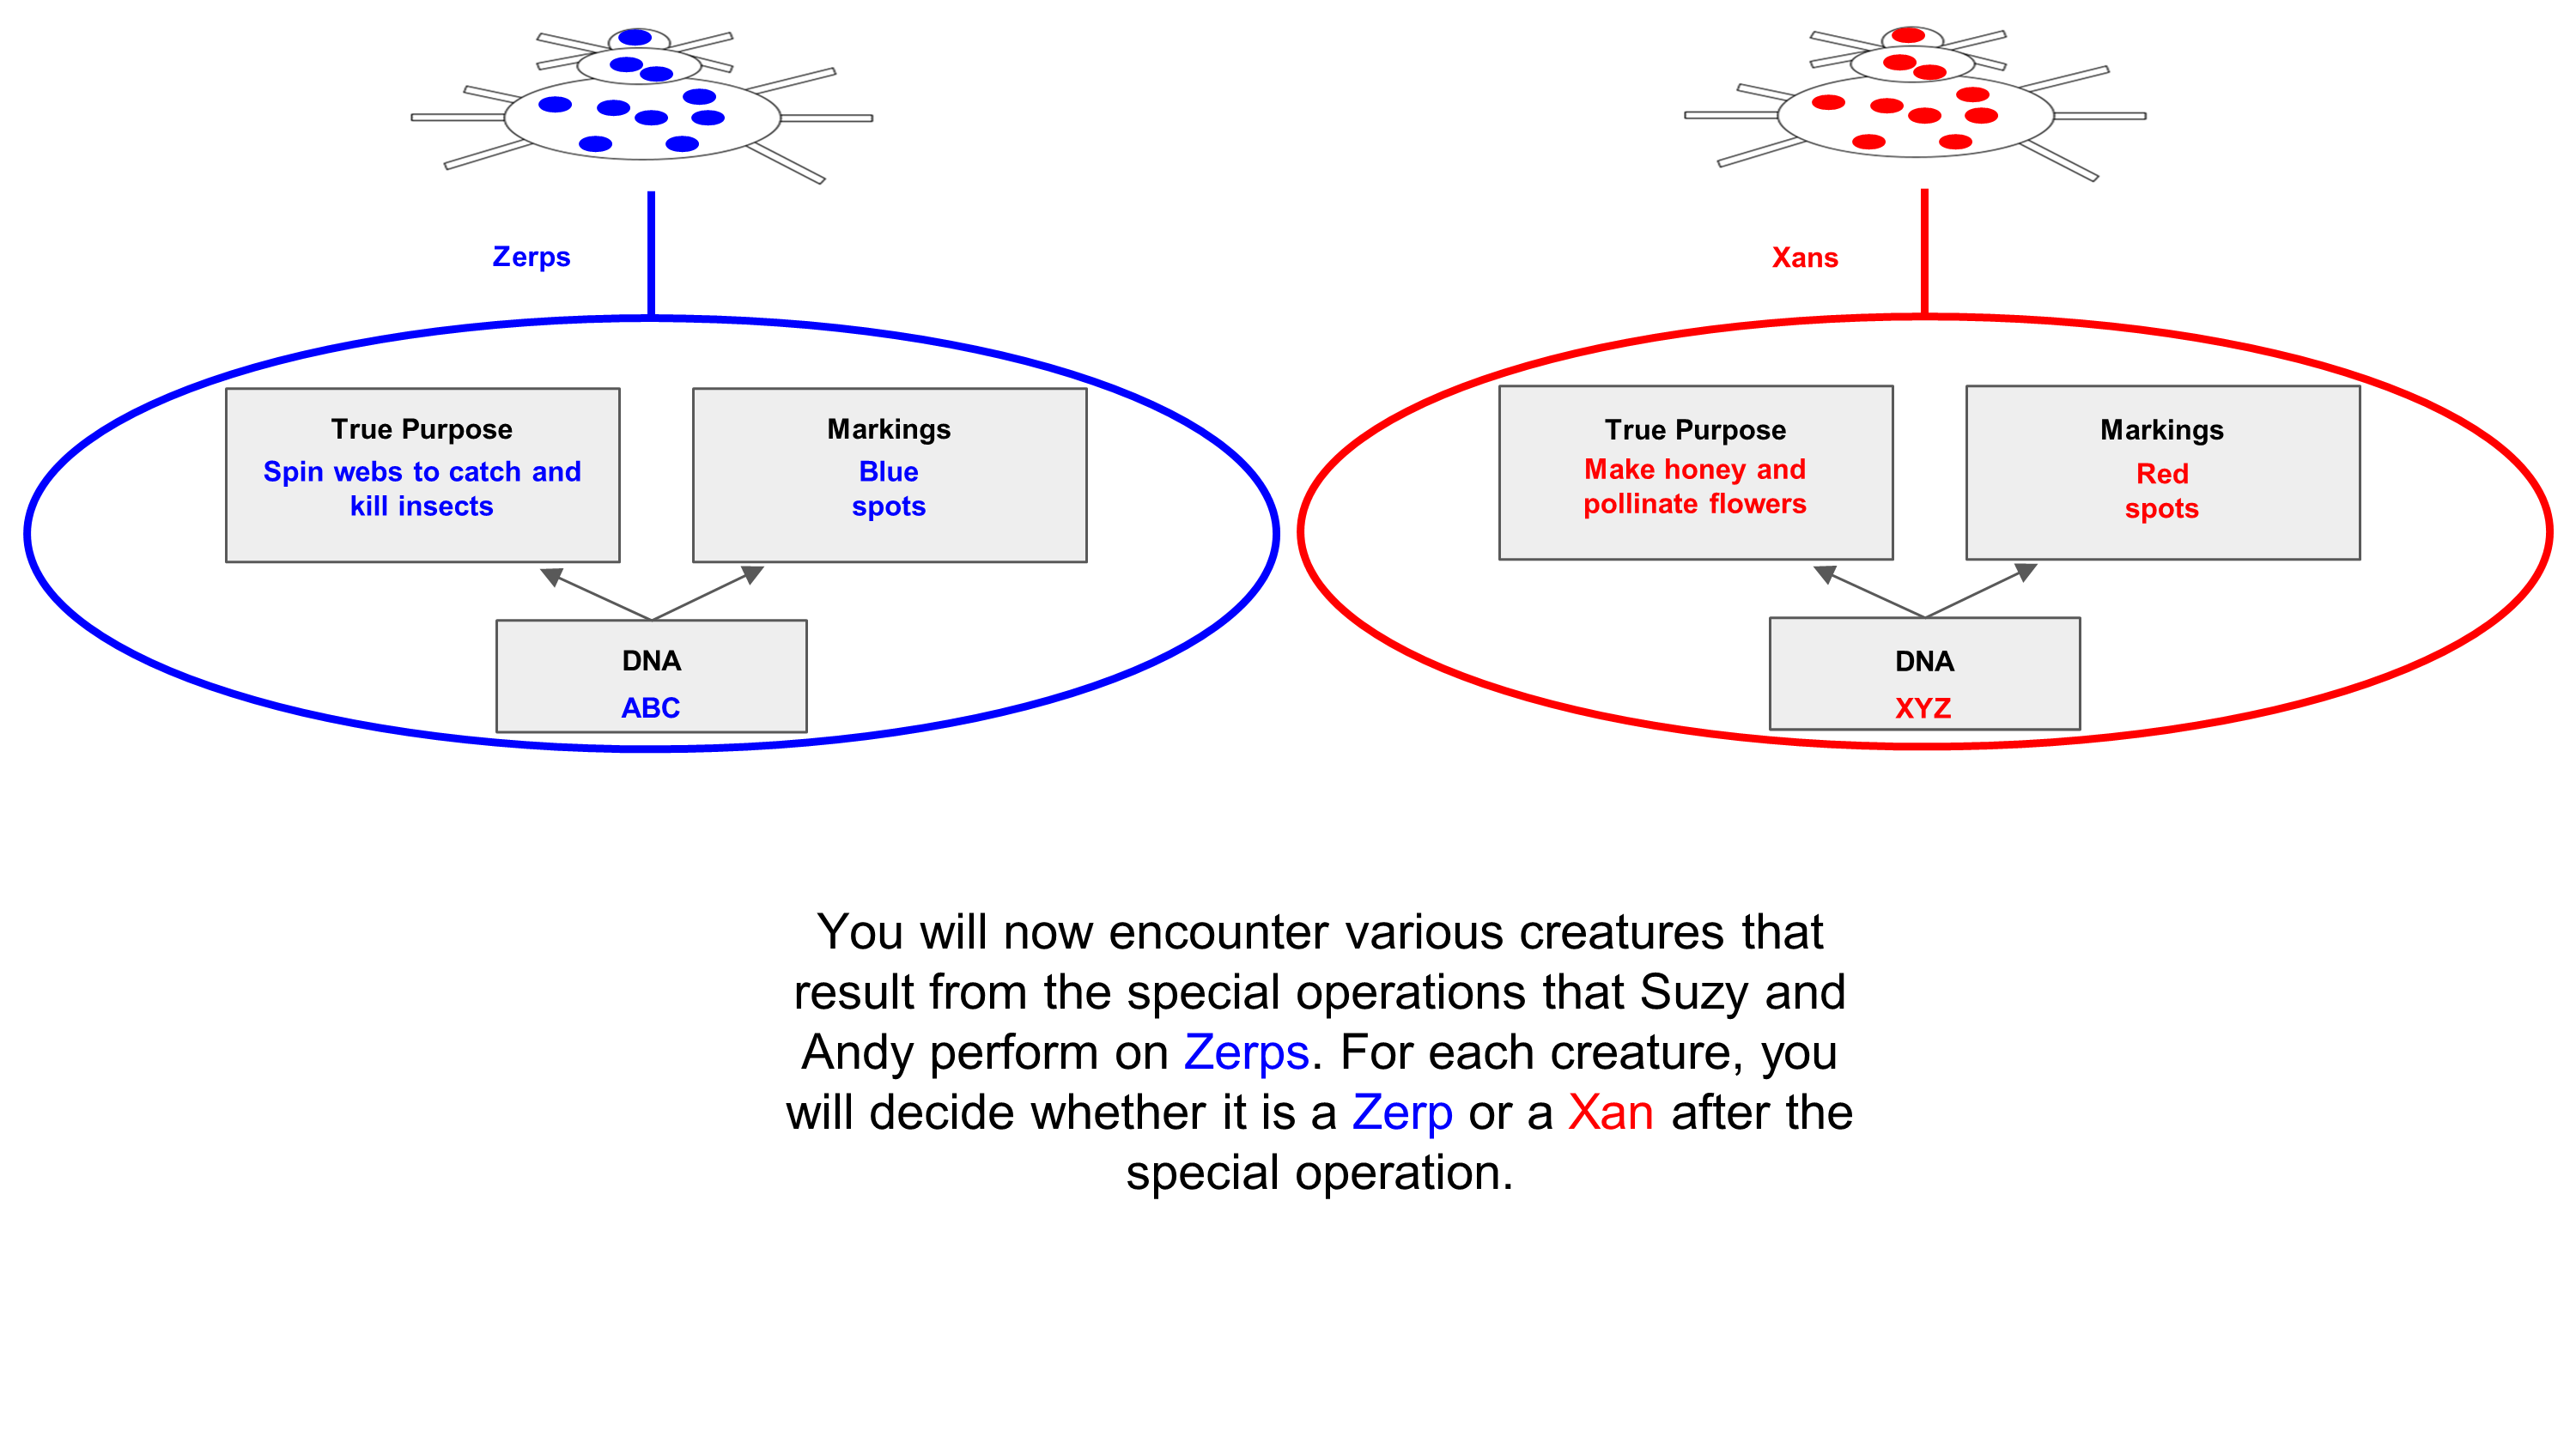 Zerps
True Purpose
Spin webs to catch and
kill insects
Markings
Blue
spots
DNA
ABC
Xans
True Purpose
Make honey and
pollinate flowers
Markings
Red
spots
DNA
XYZ
You will now encounter various creatures that
result from the special operations that Suzy and
Andy perform on Zerps. For each creature, you
will decide whether it is a Zerp or a Xan after the
special operation.